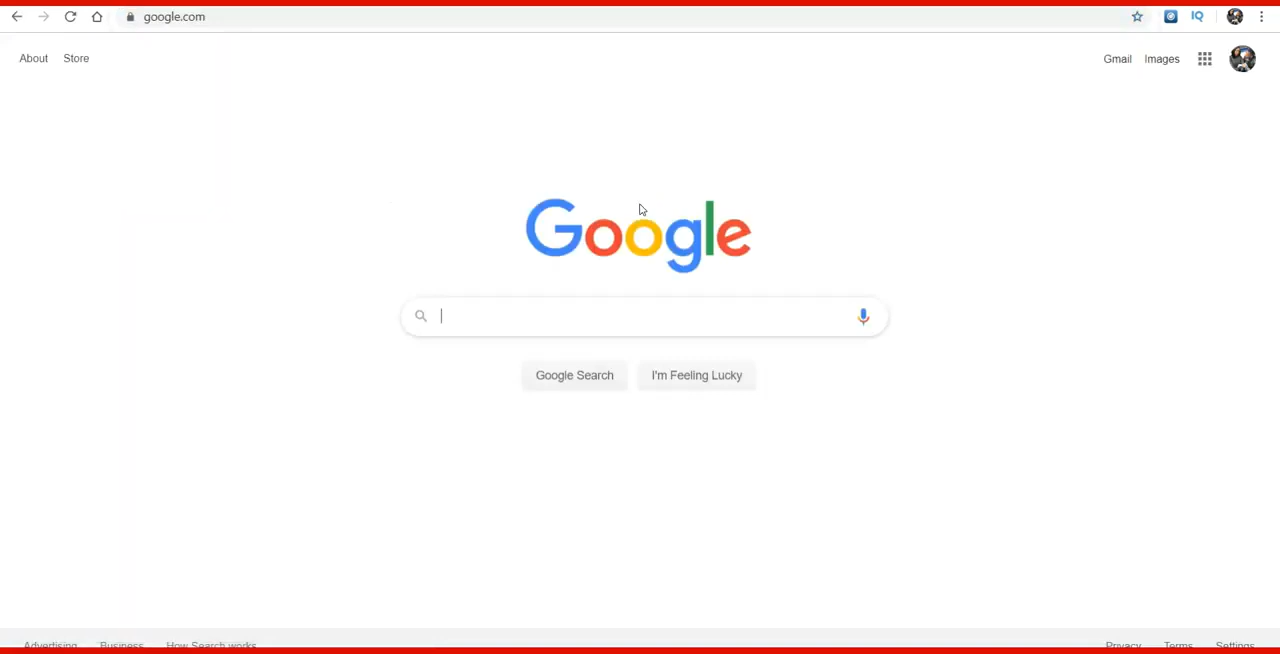 google.com
IQ
About Store
Gmail Images
Google
Google Search I'm Feeling Lucky
Advertising Business How Search works
Privacy Terms Settings